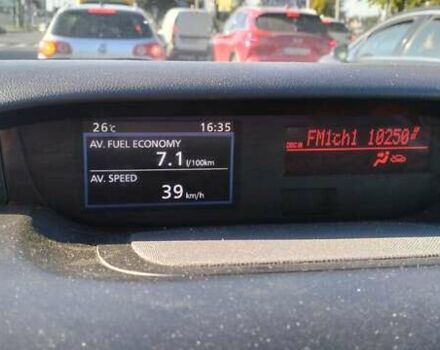 26°C 16:35
AV. FUEL ECONOMY
7.1 l/100km
AV. SPEED
39 km/h
FM1ch1 10250